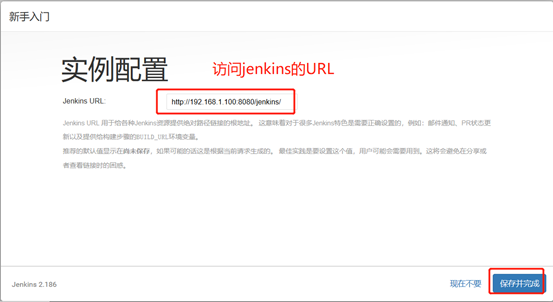 新手入门
实例配置
访问jenkins的URL
Jenkins URL:
http://192.168.1.100:8080/jenkins/
Jenkins URL 用于给各种Jenkins资源提供绝对路径链接的根地址。 这意味着对于很多Jenkins特色是需要正确设置的，例如：邮件通知、PR状态更
新以及提供给构建步骤的BUILD_URL环境变量。
推荐的默认值显示在尚未保存，如果可能的话这是根据当前请求生成的。 最佳实践是要设置这个值，用户可能会需要用到。这将会避免在分享或
者查看链接时的困惑。
Jenkins 2.186
现在不要
保存并完成